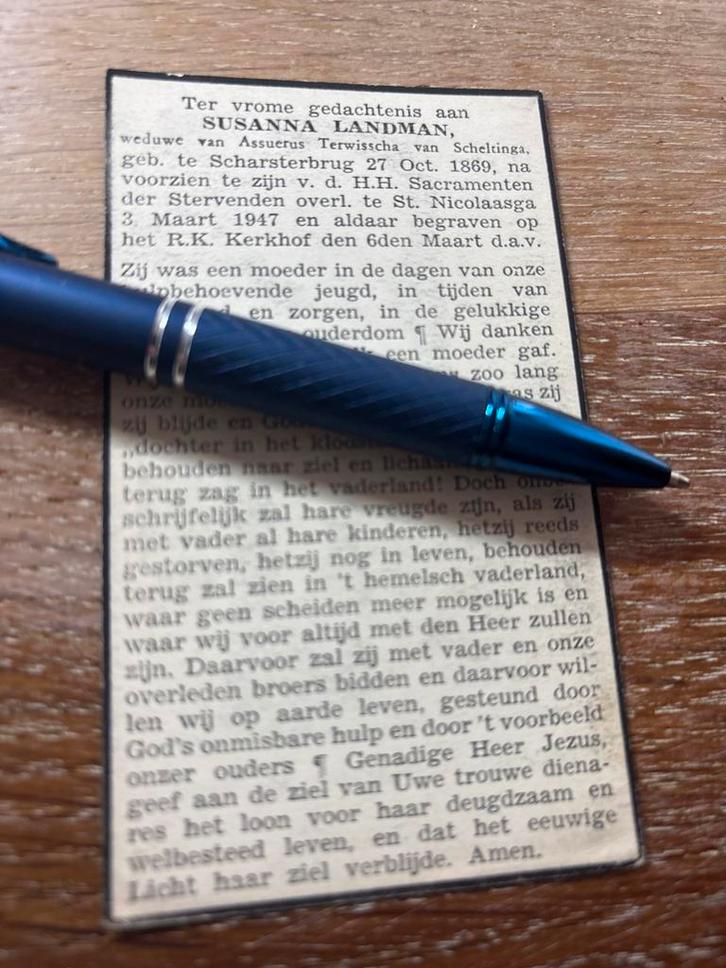 Ter vrome gedachtenis aan
SUSANNA LANDMAN,
weduwe van Assuerus Terwisscha van Scheltinga,
geb. te Scharsterbrug 27 Oct. 1869, na
voorzien te zijn v. d. H.H. Sacramenten
der Stervenden overl. te St. Nicolaasga
3 Maart 1947 en aldaar begraven op
het R.K. Kerkhof den 6den Maart d.a.v.
Zij was een moeder in de dagen van onze
jeugd, in tijden van
en zorgen, in de gelukkige
ouderdom ¶ Wij danken
een moeder gaf.
zoo lang
zij
onze
zij blijde en
„dochter in het
behouden naar ziel en
terug zag in het vaderland! Doch
schrijfelijk zal hare vreugde zijn, als zij
met vader al hare kinderen, hetzij reeds
gestorven, hetzij nog in leven, behouden
terug zal zien in 't hemelsch vaderland,
waar geen scheiden meer mogelijk is en
waar wij voor altijd met den Heer zullen
zijn. Daarvoor zal zij met vader en onze
overleden broers bidden en daarvoor wil-
len wij op aarde leven, gesteund door
God's onmisbare hulp en door 't voorbeeld
onzer ouders ¶ Genadige Heer Jezus,
geef aan de ziel van Uwe trouwe diena-
res het loon voor haar deugdzaam en
welbesteed leven, en dat het eeuwige
Licht haar ziel verblijde. Amen.